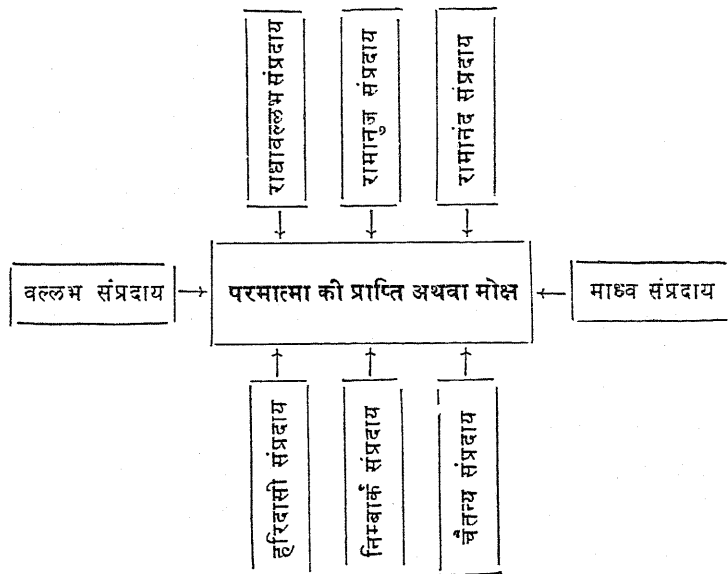 राधावल्लभ संप्रदाय
रामानुज संप्रदाय
रामानंद संप्रदाय
वल्लभ संप्रदाय
परमात्मा की प्राप्ति अथवा मोक्ष
माध्व संप्रदाय
हरिदासी संप्रदाय
निम्बार्क संप्रदाय
चैतन्य संप्रदाय